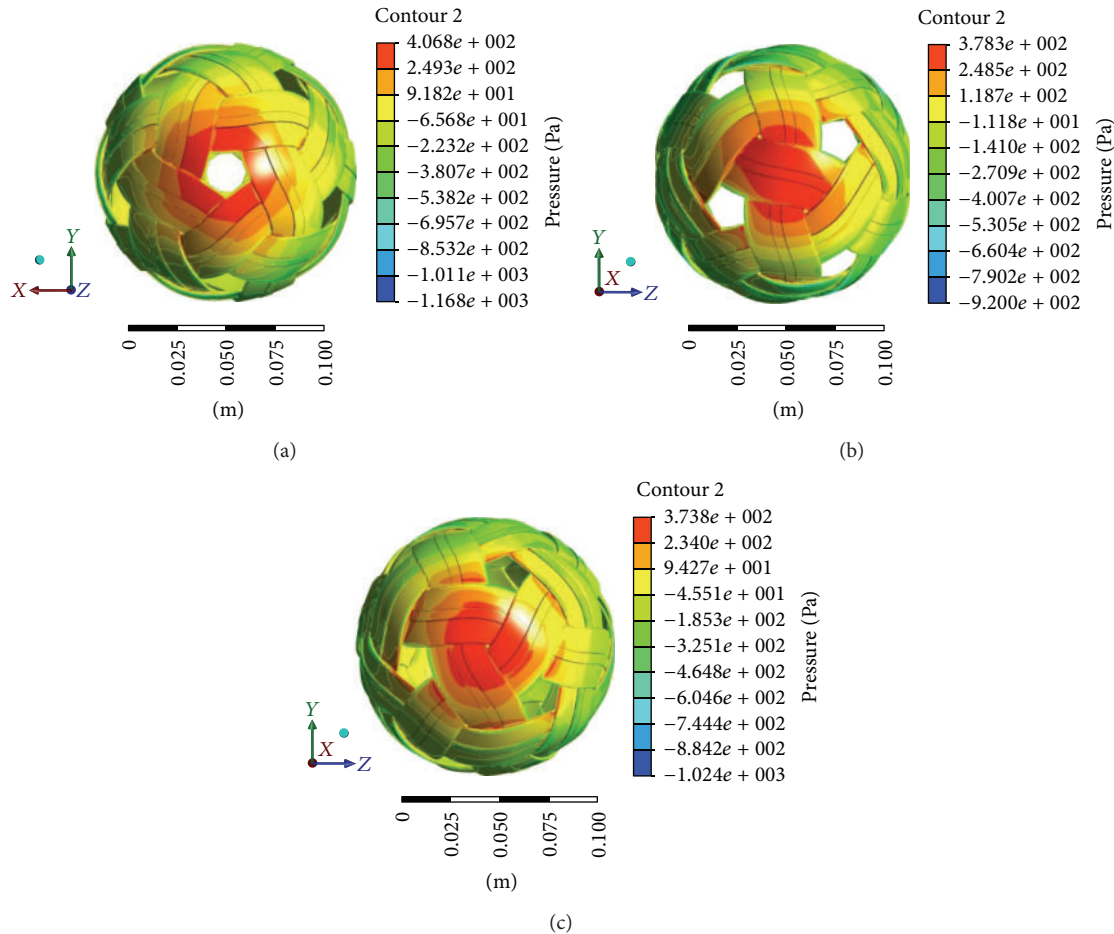 Contour 2
4.068e + 002
2.493e + 002
9.182e + 001
−6.568e + 001
−2.232e + 002
−3.807e + 002
−5.382e + 002
−6.957e + 002
−8.532e + 002
−1.011e + 003
−1.168e + 003
Pressure (Pa)
Y
X
Z
0
0.025
0.050
0.075
0.100
(m)
(a)
Contour 2
3.783e + 002
2.485e + 002
1.187e + 002
−1.118e + 001
−1.410e + 002
−2.709e + 002
−4.007e + 002
−5.305e + 002
−6.604e + 002
−7.902e + 002
−9.200e + 002
Pressure (Pa)
Y
X
Z
0
0.025
0.050
0.075
0.100
(m)
(b)
Contour 2
3.738e + 002
2.340e + 002
9.427e + 001
−4.551e + 001
−1.853e + 002
−3.251e + 002
−4.648e + 002
−6.046e + 002
−7.444e + 002
−8.842e + 002
−1.024e + 003
Pressure (Pa)
Y
X
Z
0
0.025
0.050
0.075
0.100
(m)
(c)